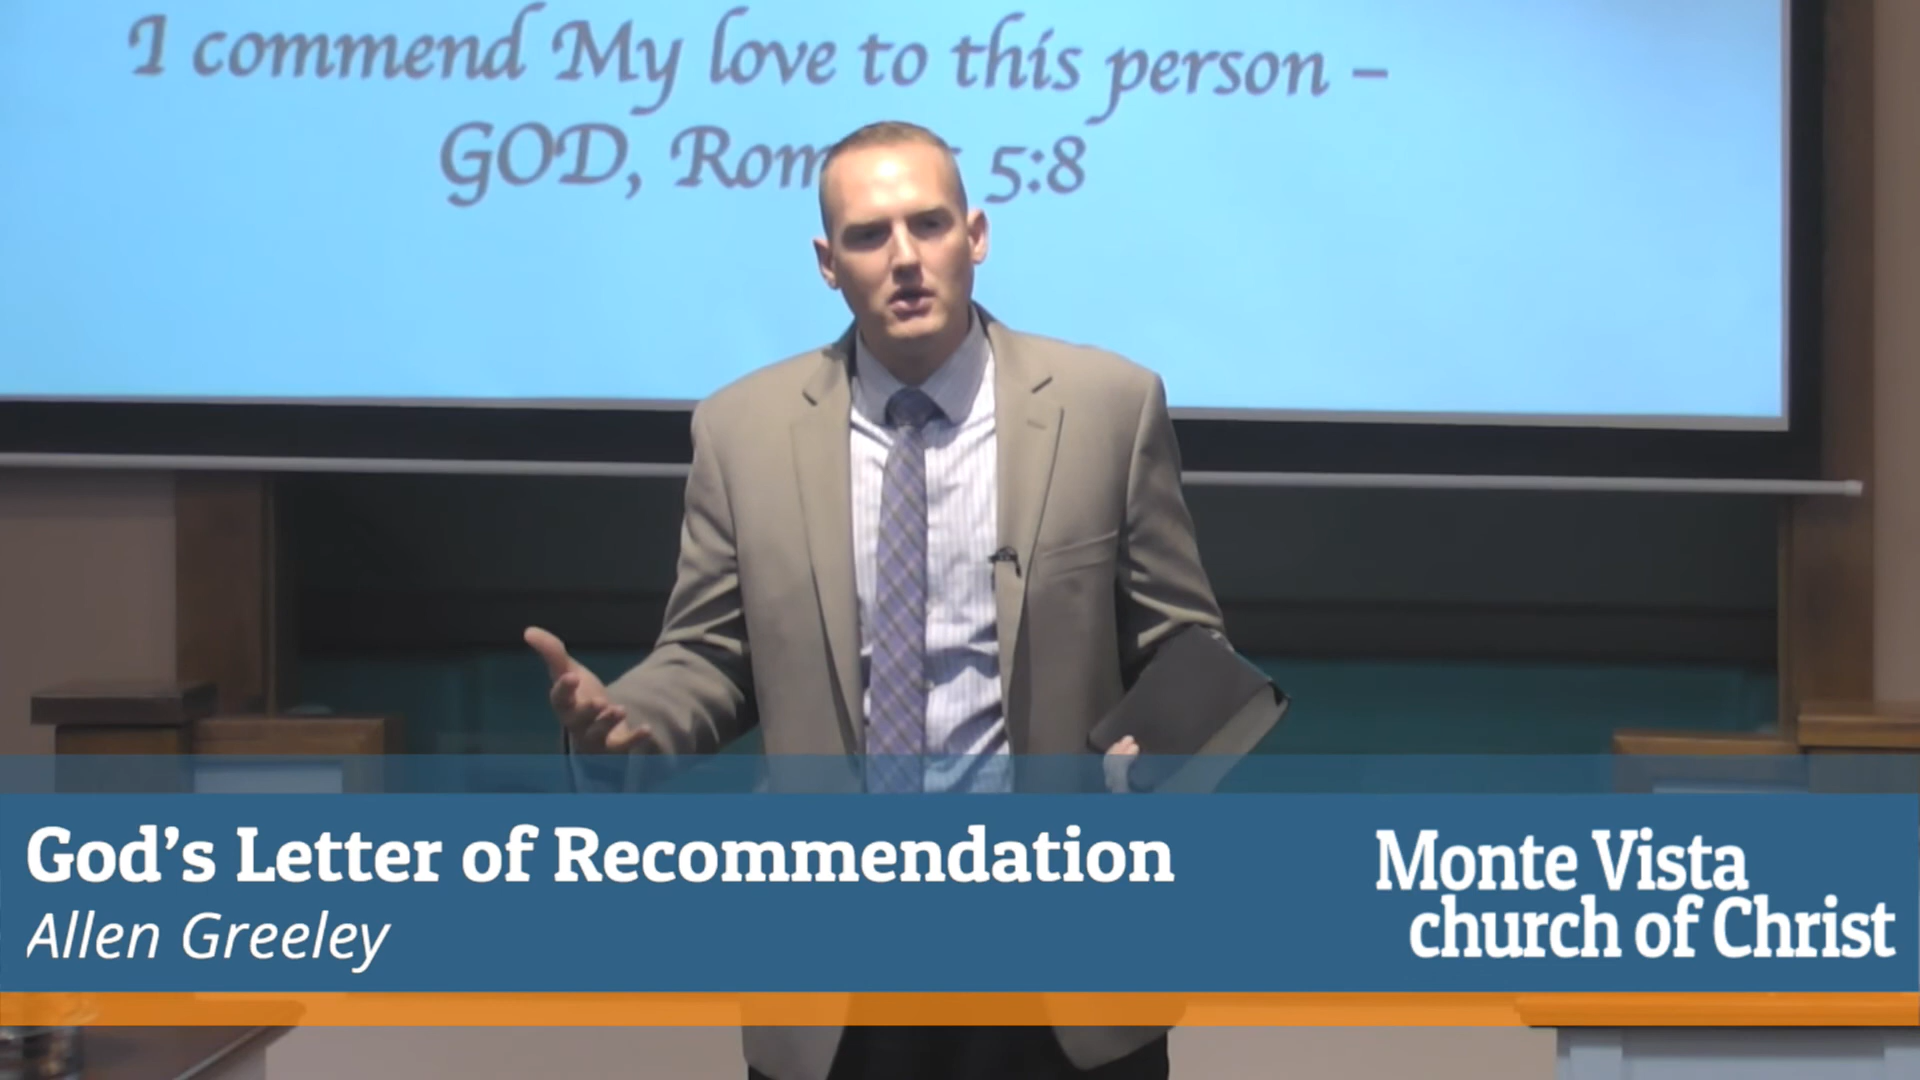 I commend My love to this person –
GOD, Rom 5:8
God's Letter of Recommendation
Allen Greeley
Monte Vista
church of Christ